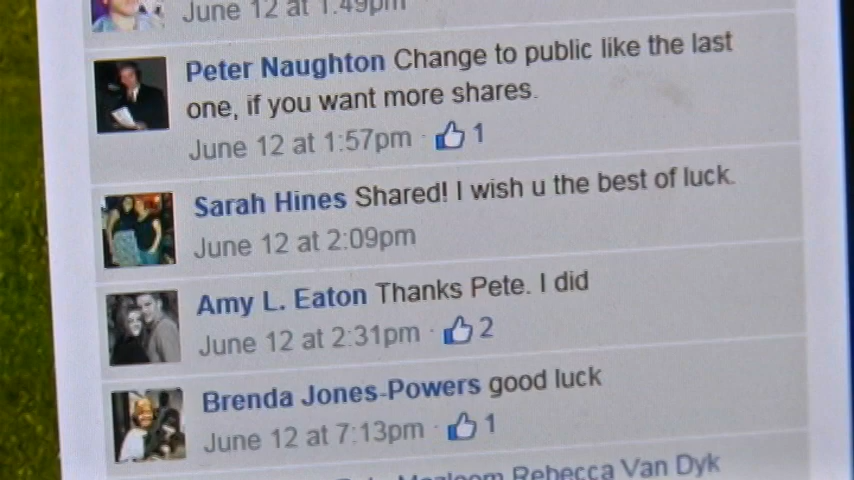 June 12 at 1:49pm
Peter Naughton Change to public like the last
one, if you want more shares.
June 12 at 1:57pm · 1
Sarah Hines Shared! I wish u the best of luck.
June 12 at 2:09pm
Amy L. Eaton Thanks Pete. I did
June 12 at 2:31pm · 2
Brenda Jones-Powers good luck
June 12 at 7:13pm · 1
Rebecca Van Dyk